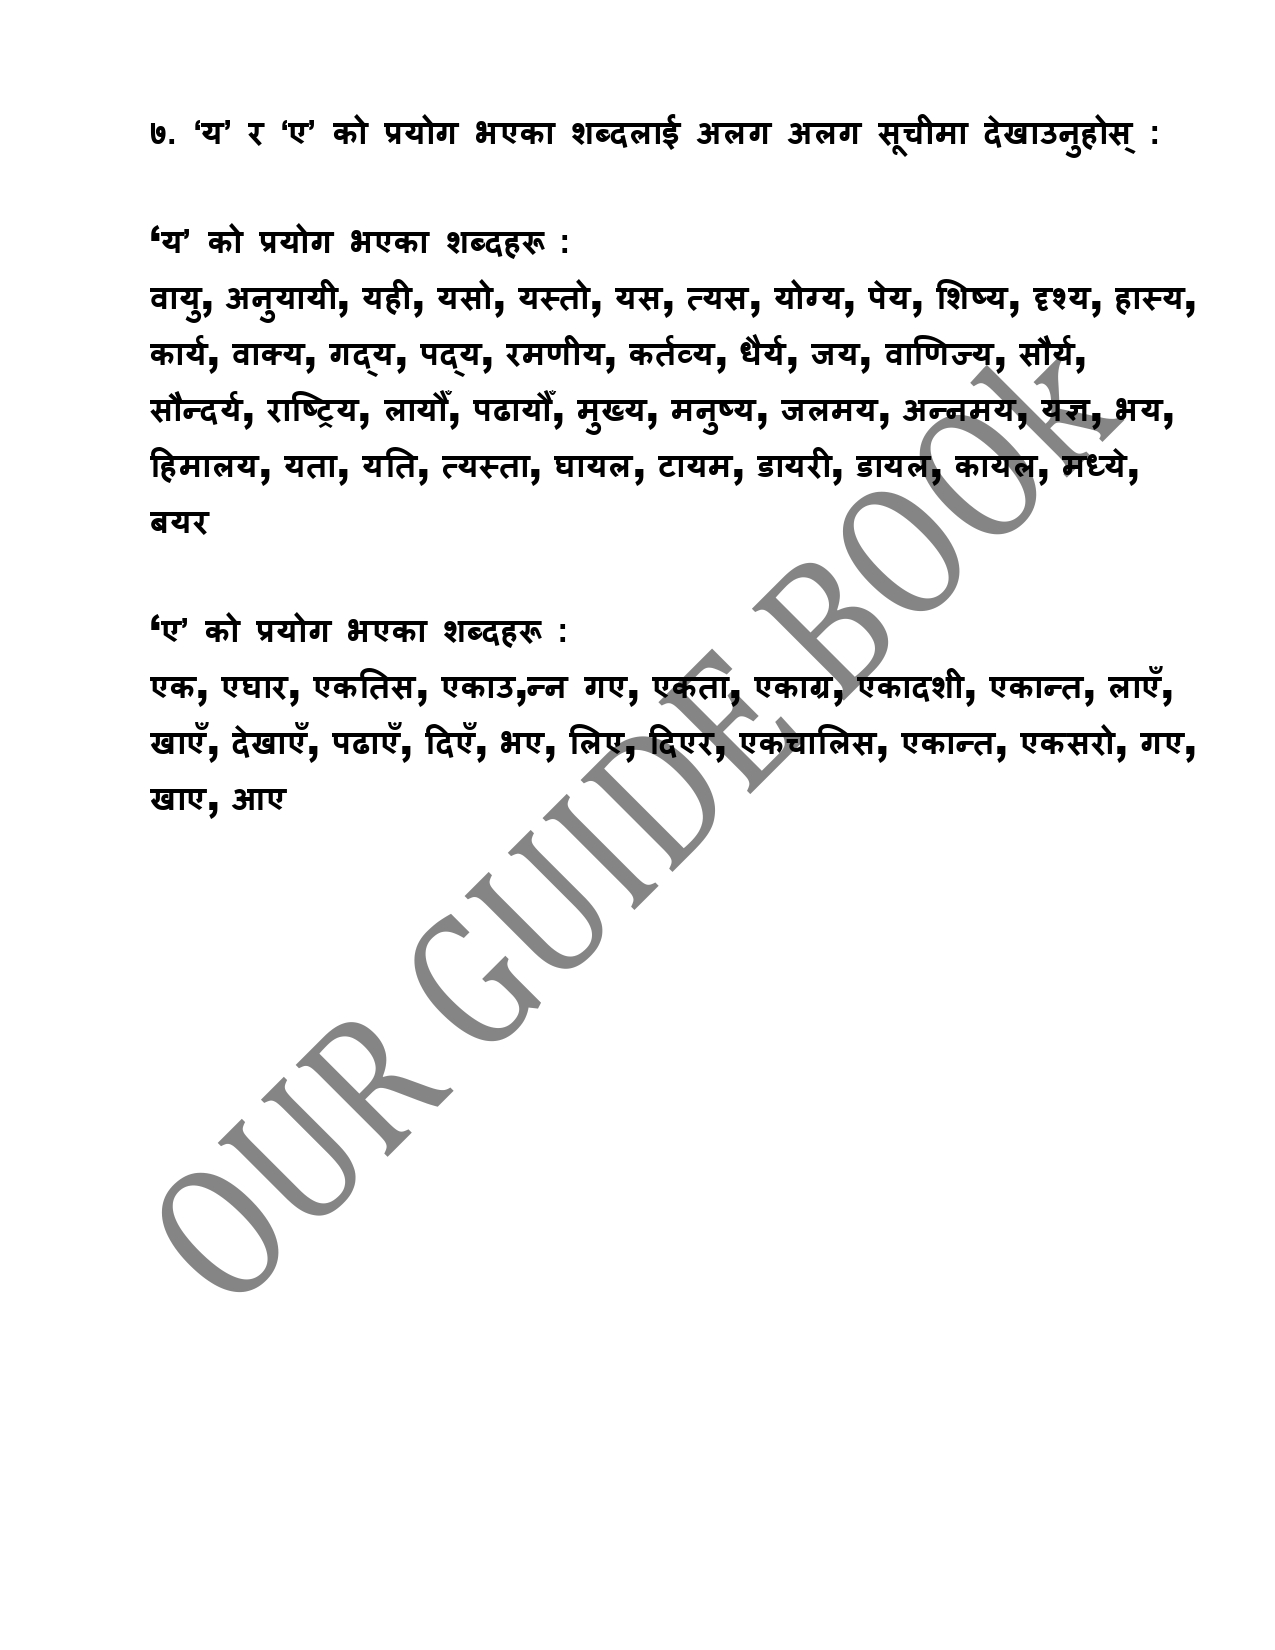 ७. ‘य’ र ‘ए’ को प्रयोग भएका शब्दलाई अलग अलग सूचीमा देखाउनुहोस् :
‘य’ को प्रयोग भएका शब्दहरू :
वायु, अनुयायी, यही, यसो, यस्तो, यस, त्यस, योग्य, पेय, शिष्य, दृश्य, हास्य,
कार्य, वाक्य, गद्‌य, पद्‌य, रमणीय, कर्तव्य, धैर्य, जय, वाणिज्य, सौर्य,
सौन्दर्य, राष्ट्रिय, लायौँ, पढायौँ, मुख्य, मनुष्य, जलमय, अन्नमय, यज्ञ, भय,
हिमालय, यता, यति, त्यस्ता, घायल, टायम, डायरी, डायल, कायल, मध्ये,
बयर
‘ए’ को प्रयोग भएका शब्दहरू :
एक, एघार, एकतिस, एकाउ,न्न गए, एकता, एकाग्र, एकादशी, एकान्त, लाएँ,
खाएँ, देखाएँ, पढाएँ, दिएँ, भए, लिए, दिएर, एकचालिस, एकान्त, एकसरो, गए,
खाए, आए
OUR GUIDE BOOk